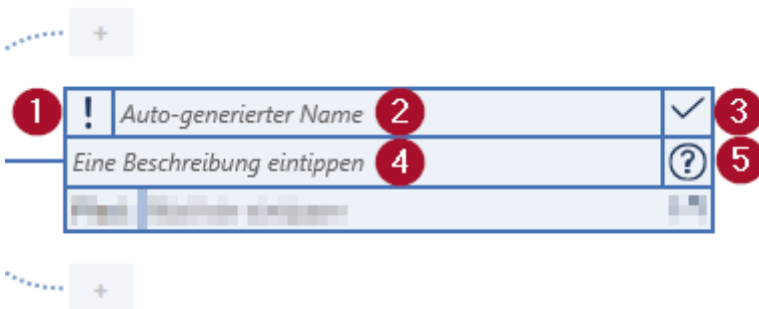 +
1 ! Auto-generierter Name 2 3
Eine Beschreibung eintippen 4 ? 5
+